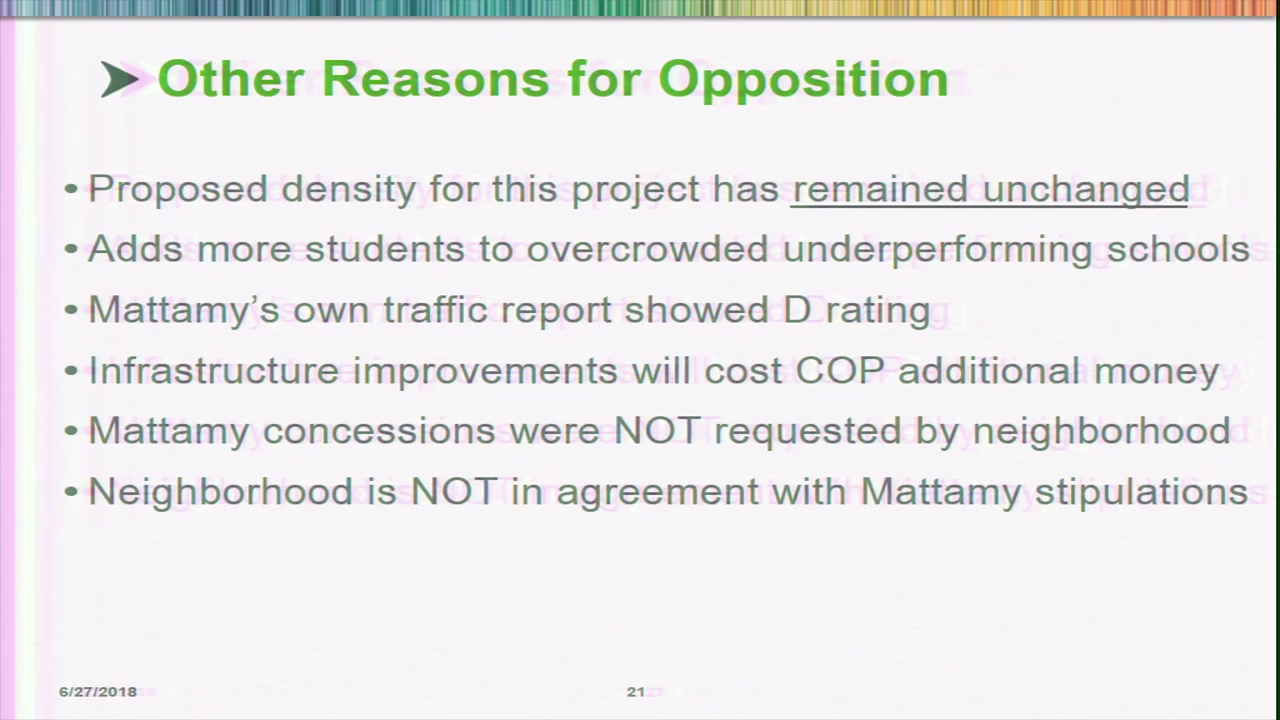 ➤ Other Reasons for Opposition
• Proposed density for this project has remained unchanged
• Adds more students to overcrowded underperforming schools
• Mattamy’s own traffic report showed D rating
• Infrastructure improvements will cost COP additional money
• Mattamy concessions were NOT requested by neighborhood
• Neighborhood is NOT in agreement with Mattamy stipulations
6/27/2018
21